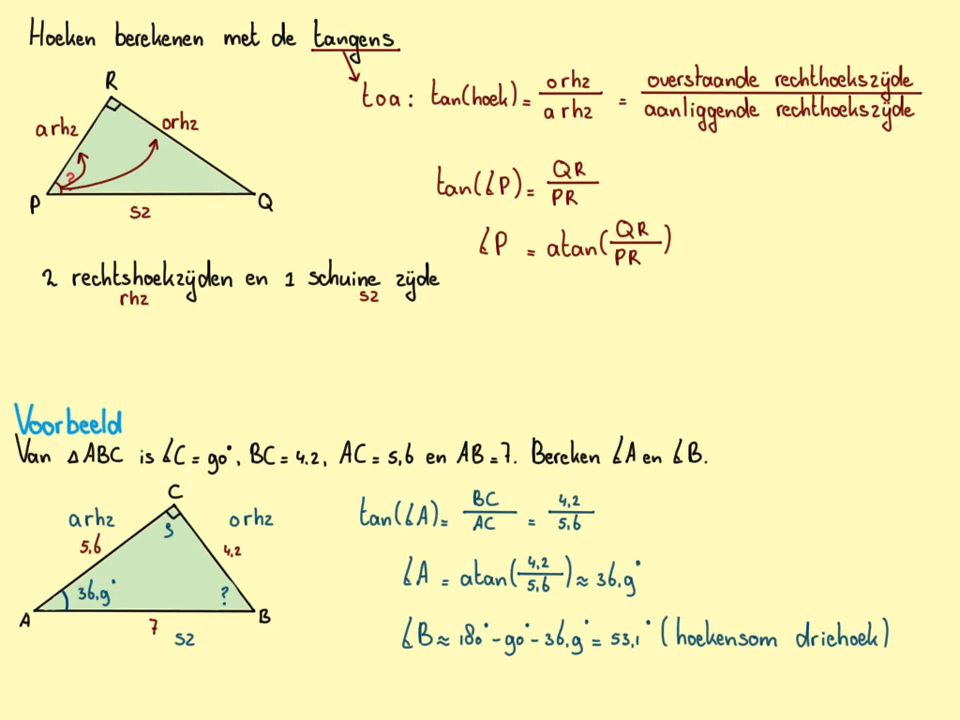 Hoeken berekenen met de tangens
toa: tan(hoek) = orhz / arhz = overstaande rechthoekszijde / aanliggende rechthoekszijde
R
arhz
orhz
?
P
Q
sz
tan(∠P) = QR / PR
∠P = atan(QR / PR)
2 rechtshoekzijden en 1 schuine zijde
rhz
sz
Voorbeeld
Van △ABC is ∠C = 90°, BC = 4,2, AC = 5,6 en AB = 7. Bereken ∠A en ∠B.
C
arhz
orhz
5,6
4,2
36,9°
?
A
B
7
sz
tan(∠A) = BC / AC = 4,2 / 5,6
∠A = atan(4,2 / 5,6) ≈ 36,9°
∠B ≈ 180° - 90° - 36,9° = 53,1° (hoekensom driehoek)